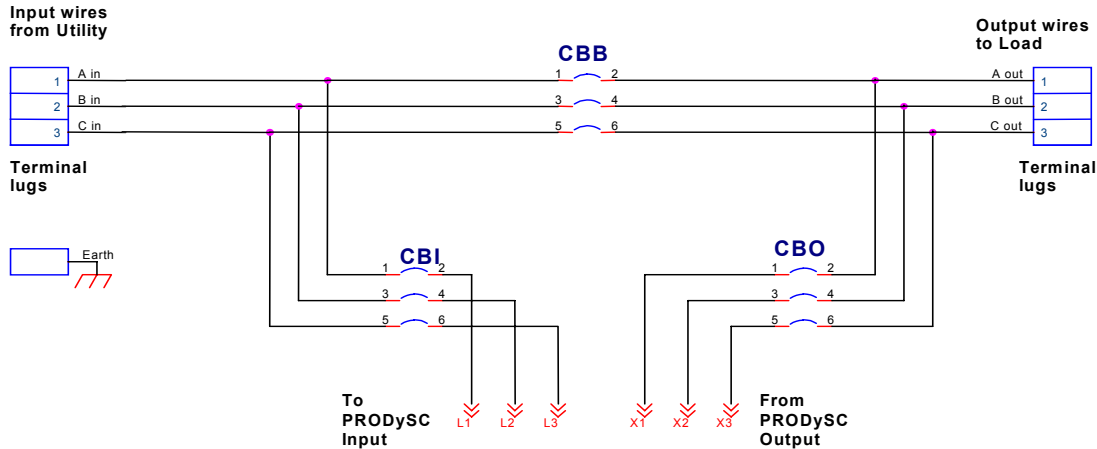 Input wires
from Utility
Output wires
to Load
CBB
1 A in
1 2
A out 1
2 B in
3 4
B out 2
3 C in
5 6
C out 3
Terminal
lugs
Terminal
lugs
Earth
CBI
1 2
3 4
5 6
CBO
1 2
3 4
5 6
To
PRODySC
Input
L1 L2 L3
X1 X2 X3
From
PRODySC
Output